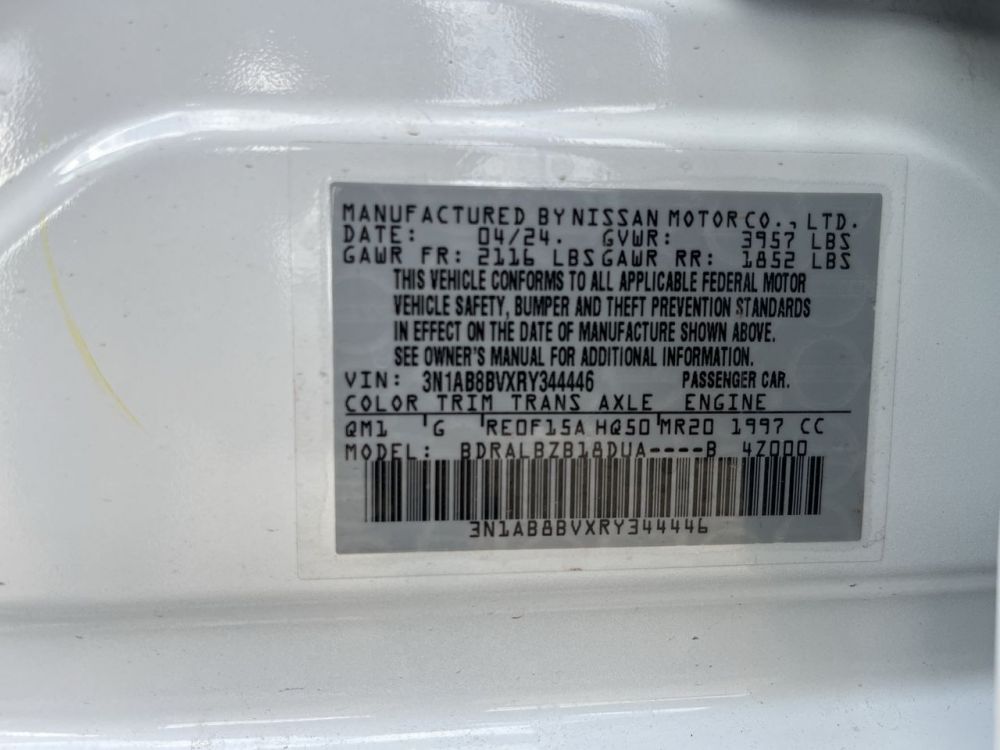 MANUFACTURED BY NISSAN MOTOR CO., LTD.
DATE: 04/24. GVWR: 3957 LBS
GAWR FR: 2116 LBS GAWR RR: 1852 LBS
THIS VEHICLE CONFORMS TO ALL APPLICABLE FEDERAL MOTOR
VEHICLE SAFETY, BUMPER AND THEFT PREVENTION STANDARDS
IN EFFECT ON THE DATE OF MANUFACTURE SHOWN ABOVE.
SEE OWNER'S MANUAL FOR ADDITIONAL INFORMATION.
VIN: 3N1AB8BVXRY344446 PASSENGER CAR.
COLOR TRIM TRANS AXLE ENGINE
QM1 G RE0F15A HQ50 MR20 1997 CC
MODEL: BDRALBZB18DUA----B 4Z000
3N1AB8BVXRY344446